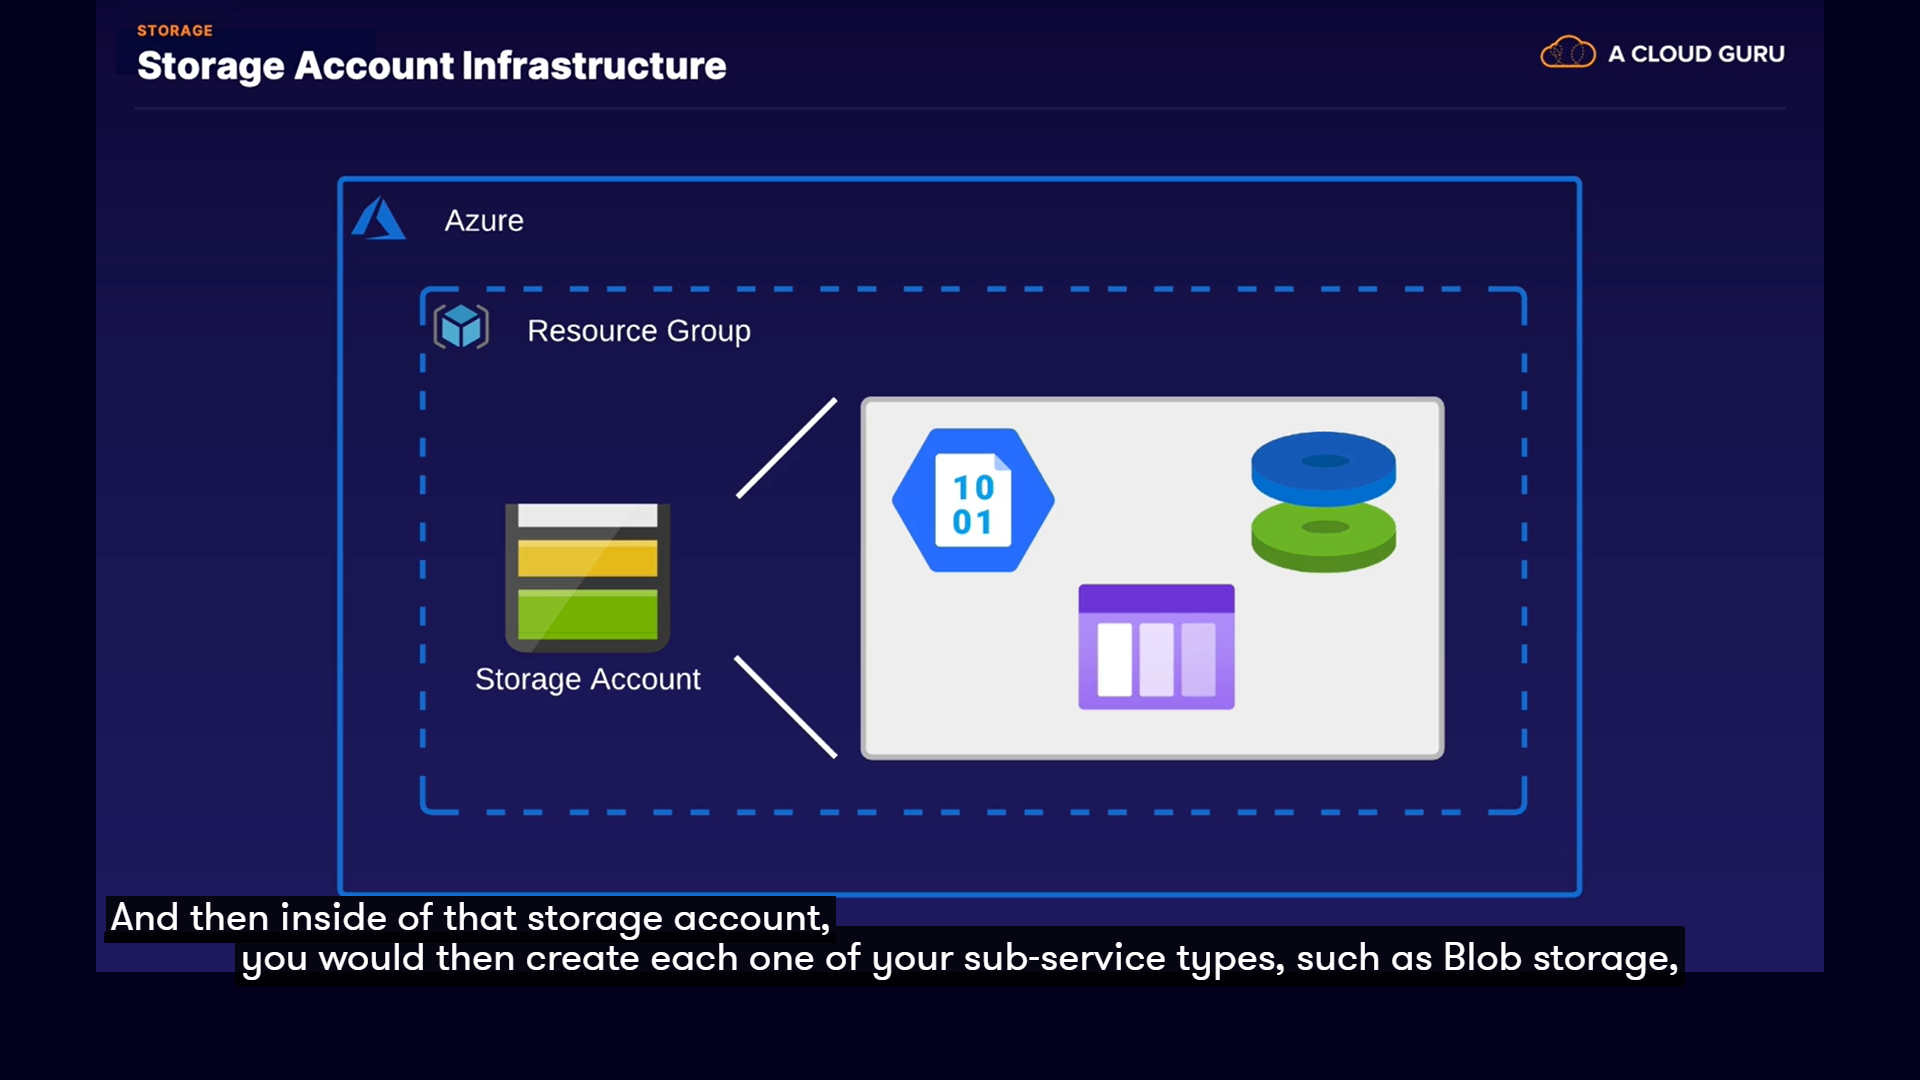 STORAGE
Storage Account Infrastructure
A CLOUD GURU
Azure
Resource Group
10
01
Storage Account
And then inside of that storage account,
you would then create each one of your sub-service types, such as Blob storage,